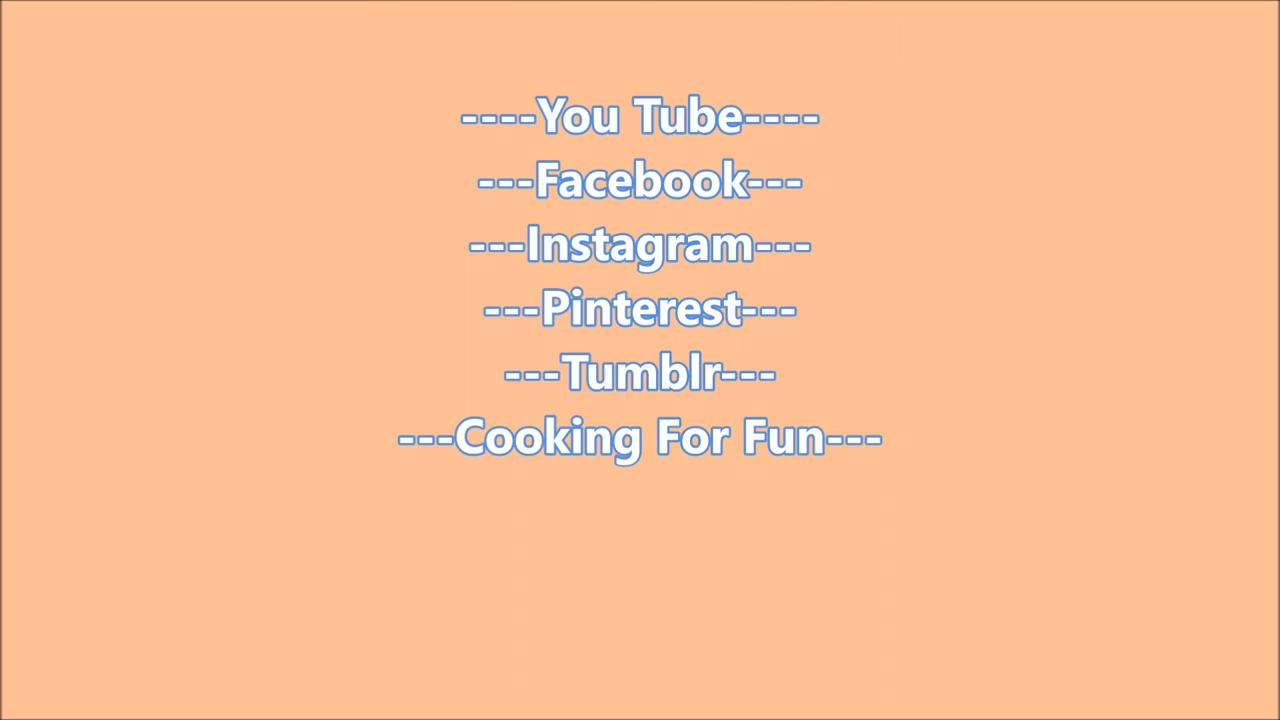 ----You Tube----
---Facebook---
---Instagram---
---Pinterest---
---Tumblr---
---Cooking For Fun---